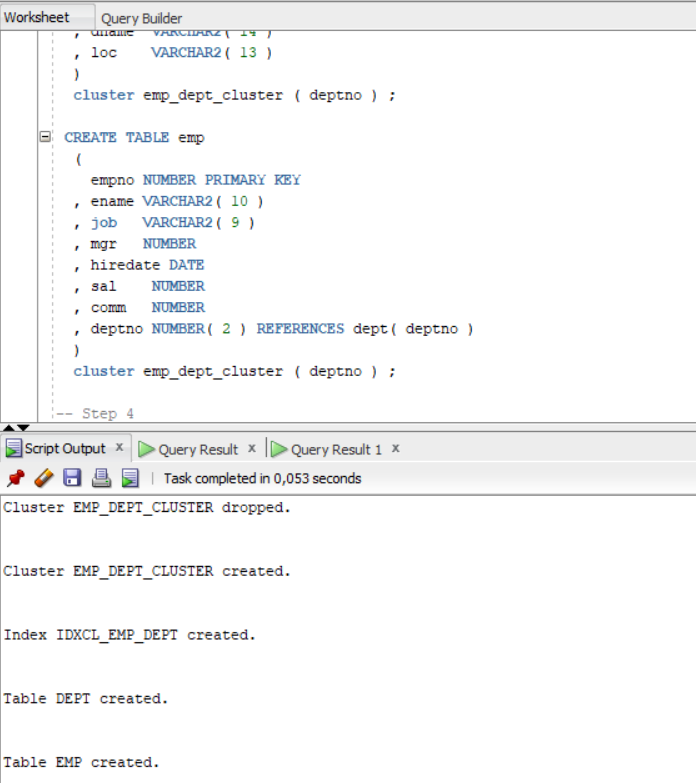 Worksheet Query Builder
, dname VARCHAR2( 14 )
, loc VARCHAR2( 13 )
)
cluster emp_dept_cluster ( deptno ) ;
CREATE TABLE emp
(
empno NUMBER PRIMARY KEY
, ename VARCHAR2( 10 )
, job VARCHAR2( 9 )
, mgr NUMBER
, hiredate DATE
, sal NUMBER
, comm NUMBER
, deptno NUMBER( 2 ) REFERENCES dept( deptno )
)
cluster emp_dept_cluster ( deptno ) ;
-- Step 4
Script Output x Query Result x Query Result 1 x
Task completed in 0,053 seconds
Cluster EMP_DEPT_CLUSTER dropped.
Cluster EMP_DEPT_CLUSTER created.
Index IDXCL_EMP_DEPT created.
Table DEPT created.
Table EMP created.